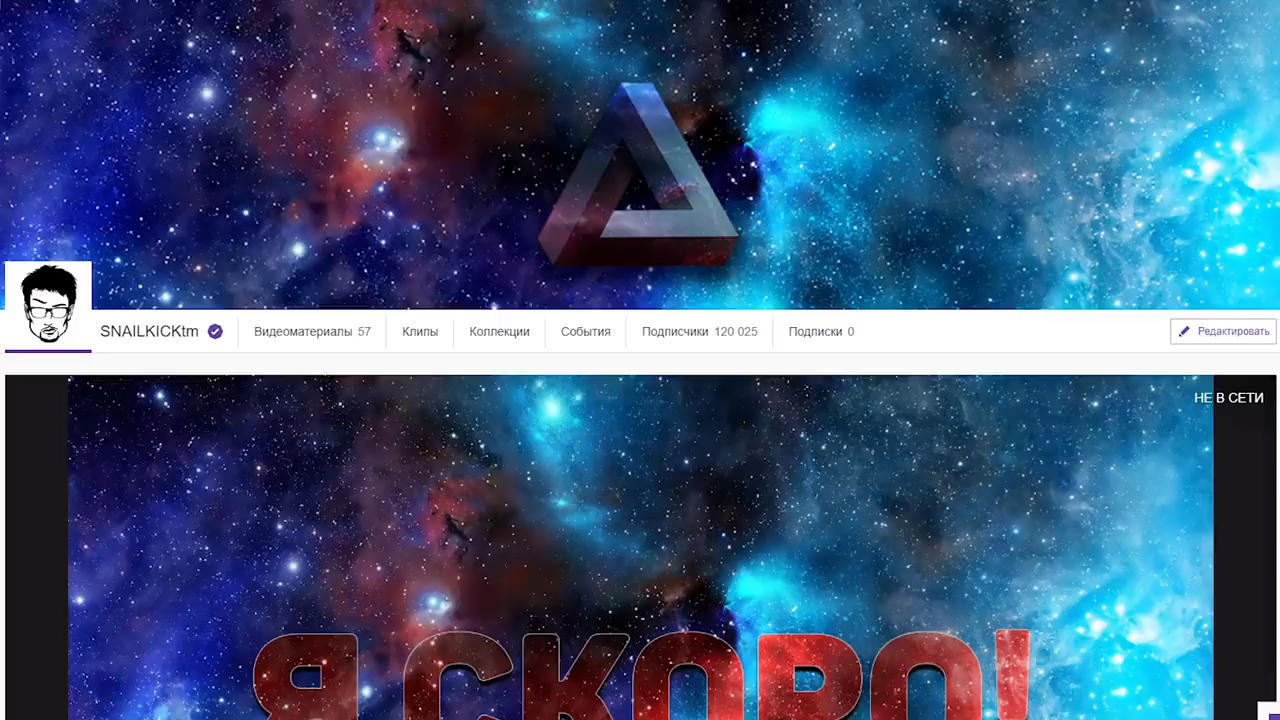 SNAILKICKtm Видеоматериалы 57 Клипы Коллекции События Подписчики 120 025 Подписки 0 Редактировать
НЕ В СЕТИ
Я СКОРО!